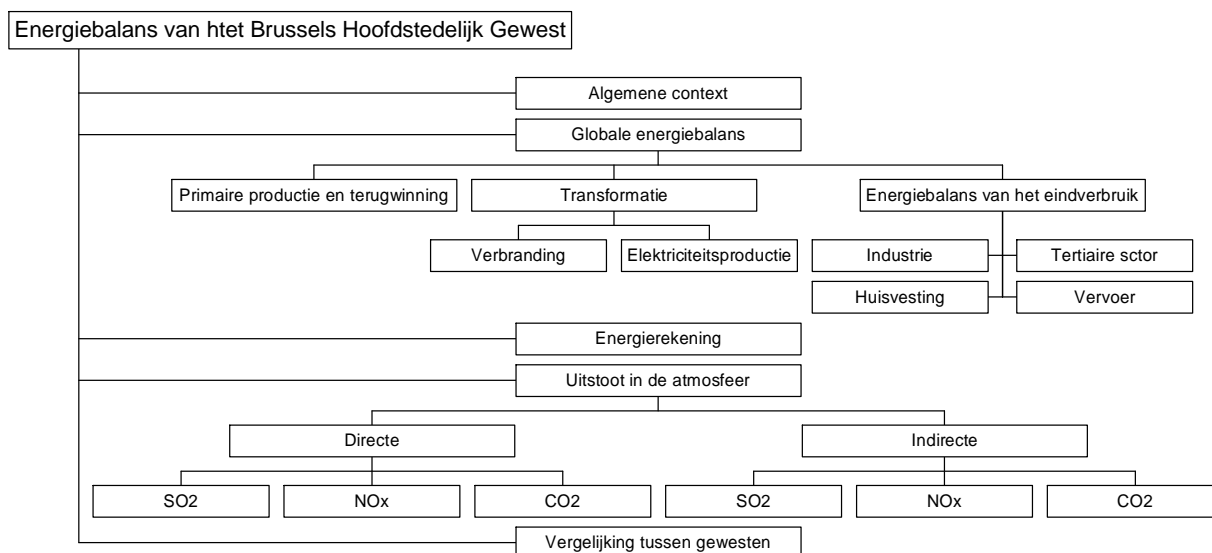 Energiebalans van htet Brussels Hoofdstedelijk Gewest
Algemene context
Globale energiebalans
Primaire productie en terugwinning
Transformatie
Energiebalans van het eindverbruik
Verbranding
Elektriciteitsproductie
Industrie
Tertiaire sctor
Huisvesting
Vervoer
Energierekening
Uitstoot in de atmosfeer
Directe
Indirecte
SO2
NOx
CO2
SO2
NOx
CO2
Vergelijking tussen gewesten